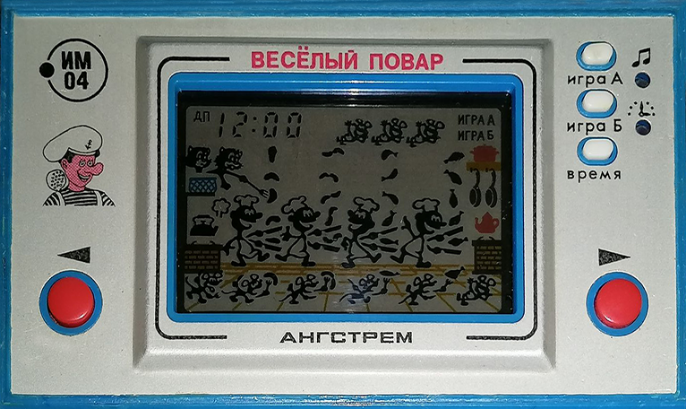 ИМ
04
ВЕСЁЛЫЙ ПОВАР
игра А
игра Б
время
ДП 12:00
ИГРА А
ИГРА Б
АНГСТРЕМ